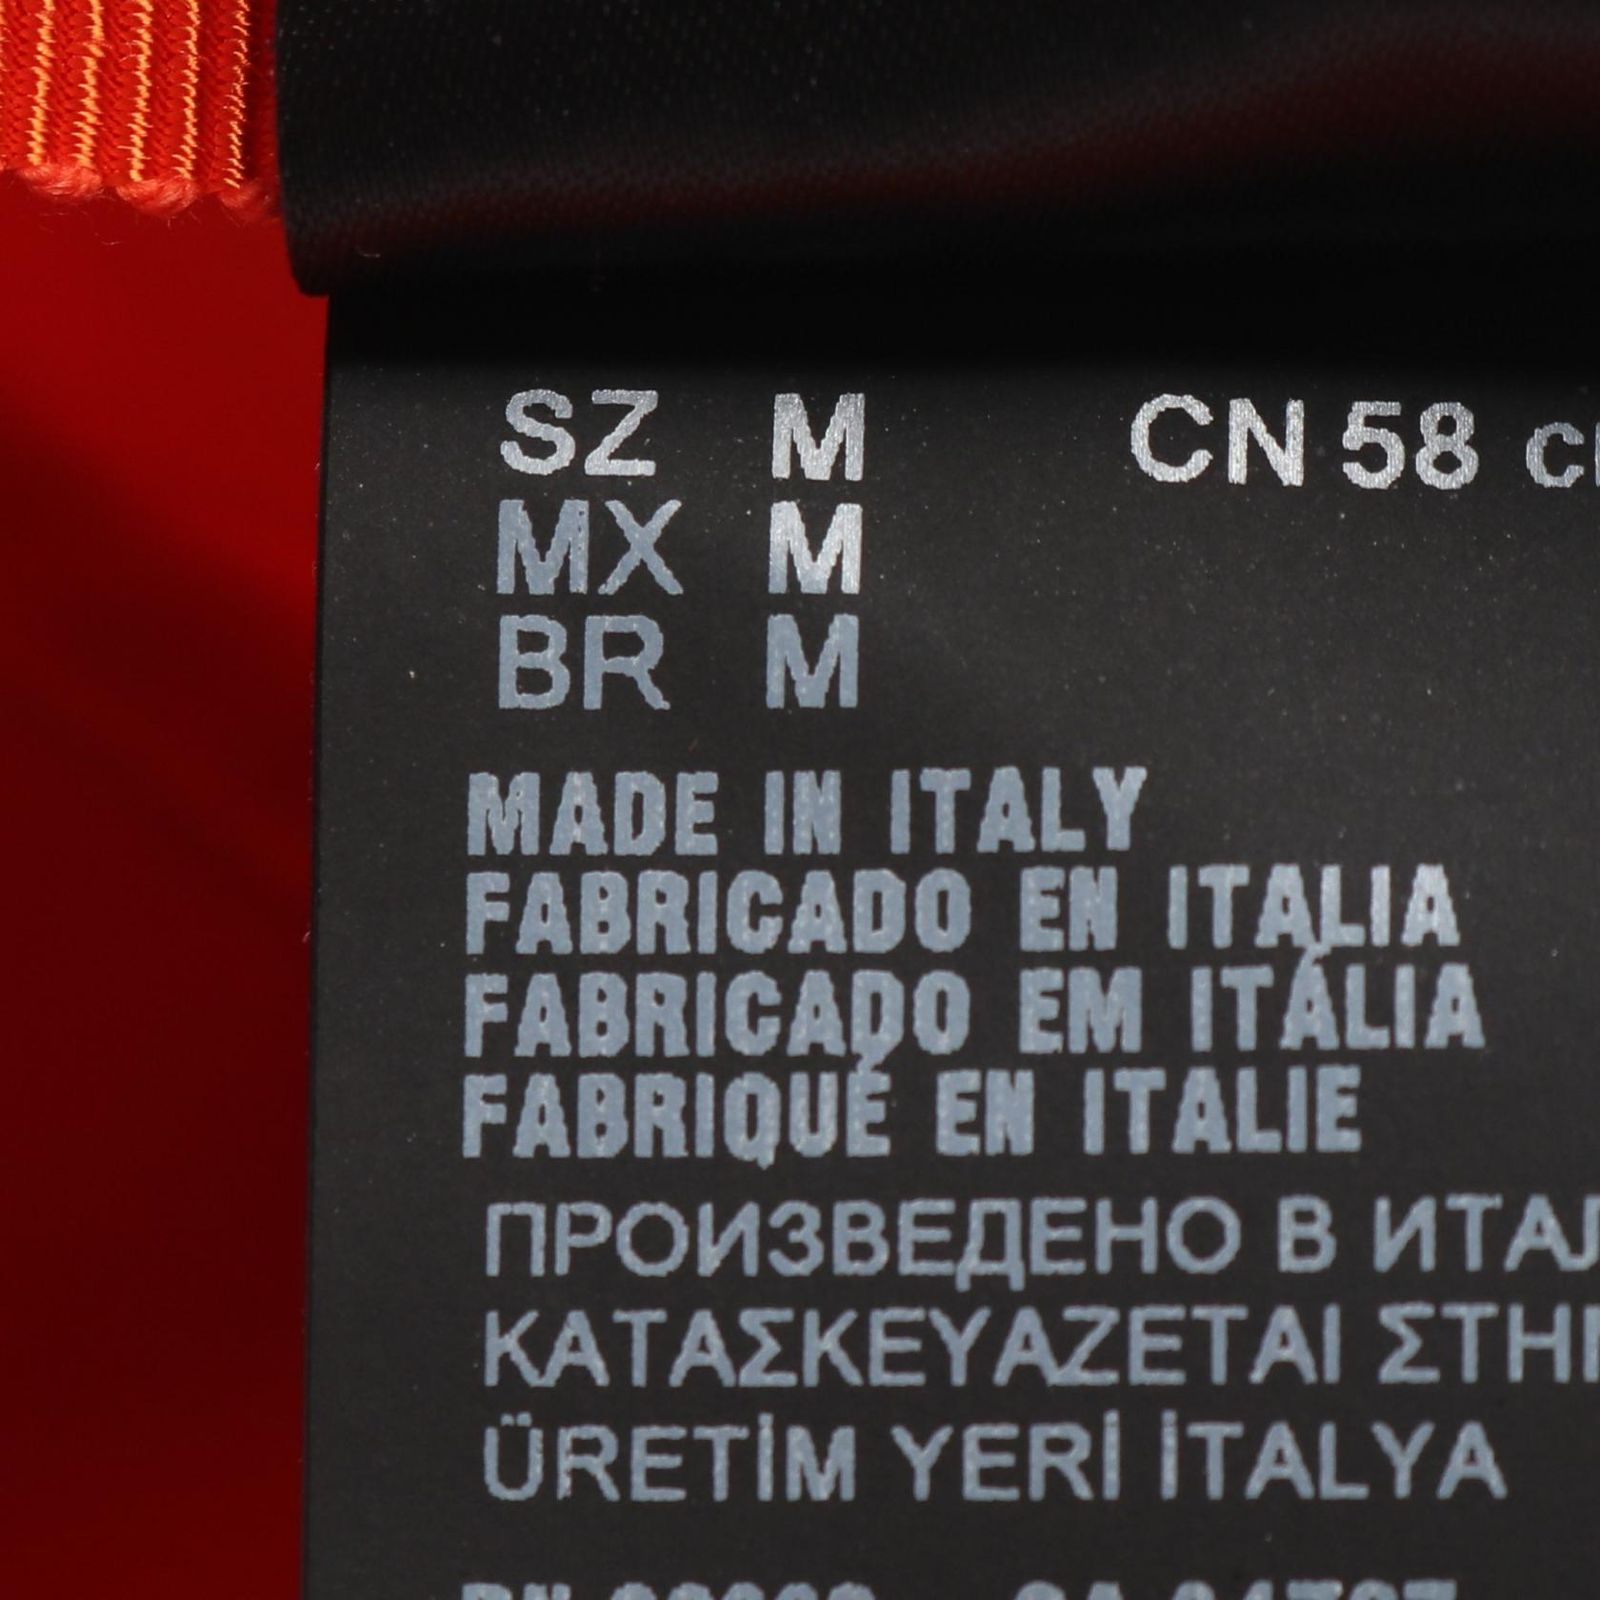 SZ M CN 58
MX M
BR M
MADE IN ITALY
FABRICADO EN ITALIA
FABRICADO EM ITÁLIA
FABRIQUÉ EN ITALIE
ПРОИЗВЕДЕНО В
ΚΑΤΑΣΚΕΥΑΖΕΤΑΙ
ÜRETİM YERİ İTALYA